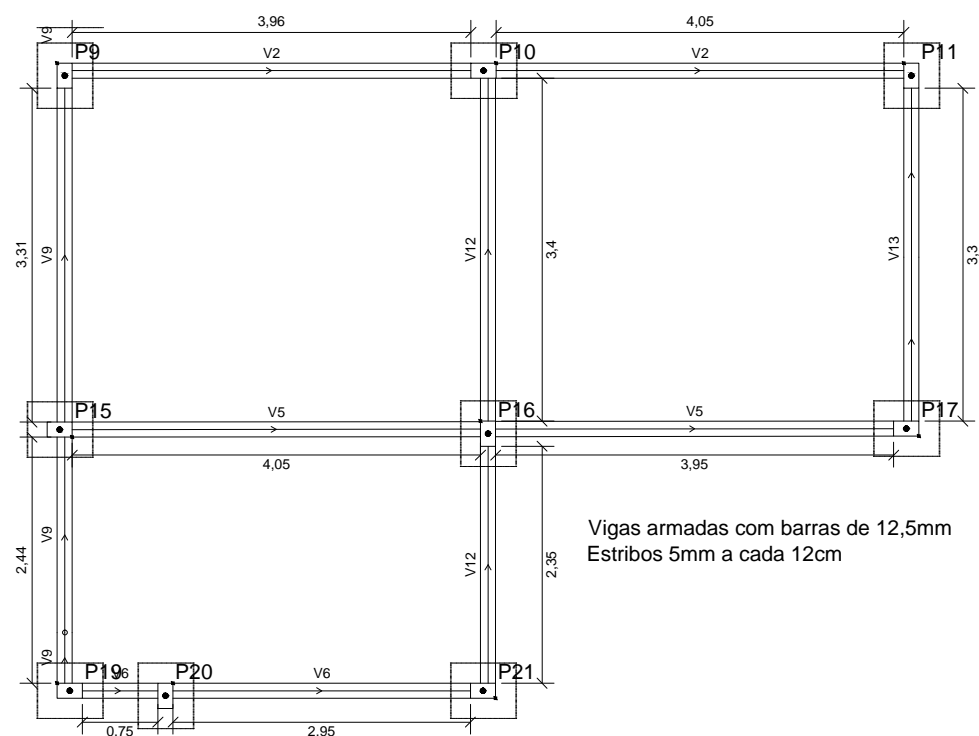 3,96
4,05
V9
P9
V2
P10
V2
P11
3,31
V9
V12
3,4
V13
3,3
P15
V5
P16
V5
P17
4,05
3,95
2,44
V9
V12
2,35
Vigas armadas com barras de 12,5mm
Estribos 5mm a cada 12cm
V9
P19
V6
P20
V6
P21
0,75
2,95